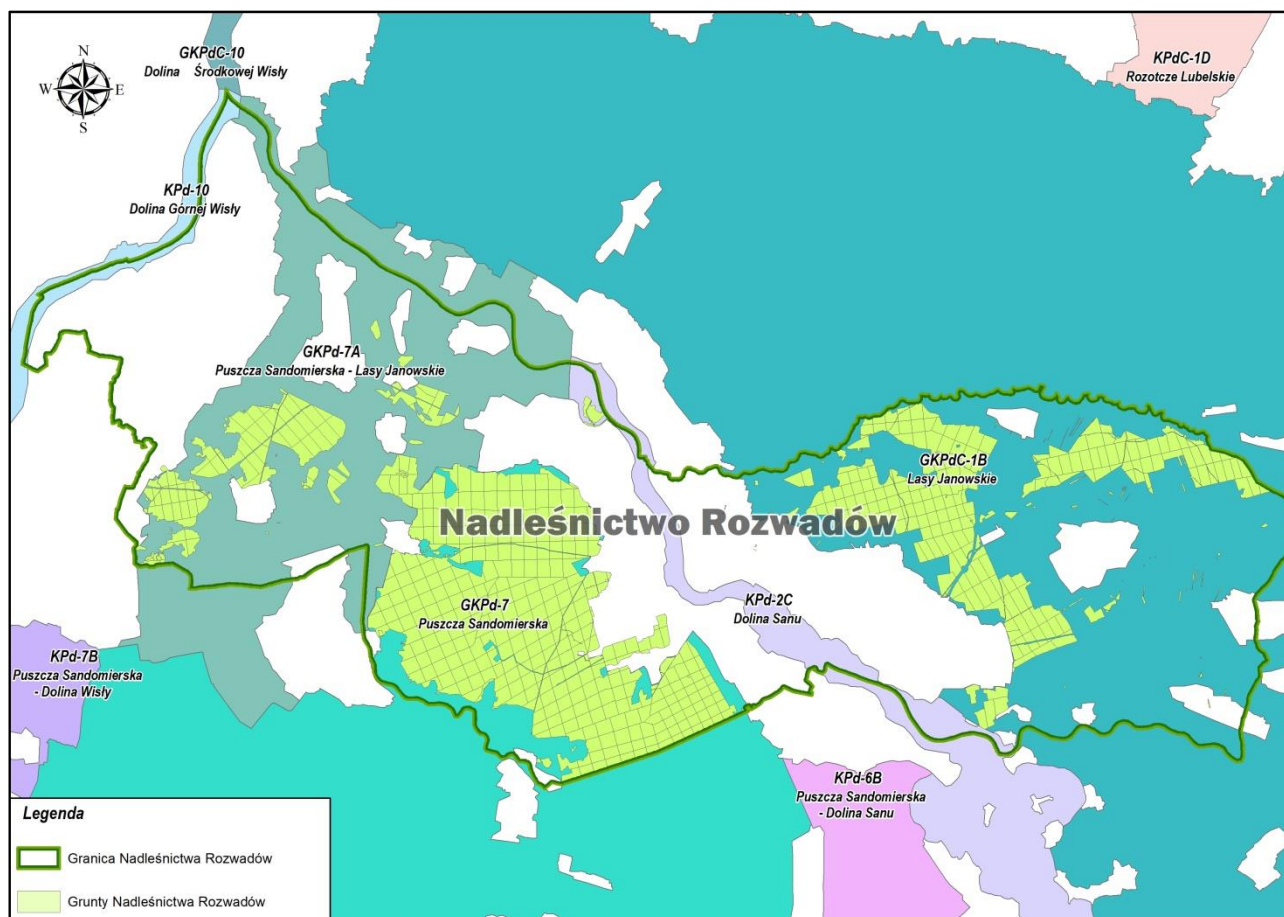 GKPdC-10
Dolina Środkowej Wisły
KPdC-1D
Rozotcze Lubelskie
N
W E
S
KPd-10
Dolina Górnej Wisły
GKPd-7A
Puszcza Sandomierska - Lasy Janowskie
GKPdC-1B
Lasy Janowskie
Nadleśnictwo Rozwadów
GKPd-7
Puszcza Sandomierska
KPd-2C
Dolina Sanu
KPd-7B
Puszcza Sandomierska
- Dolina Wisły
KPd-6B
Puszcza Sandomierska
- Dolina Sanu
Legenda
Granica Nadleśnictwa Rozwadów
Grunty Nadleśnictwa Rozwadów